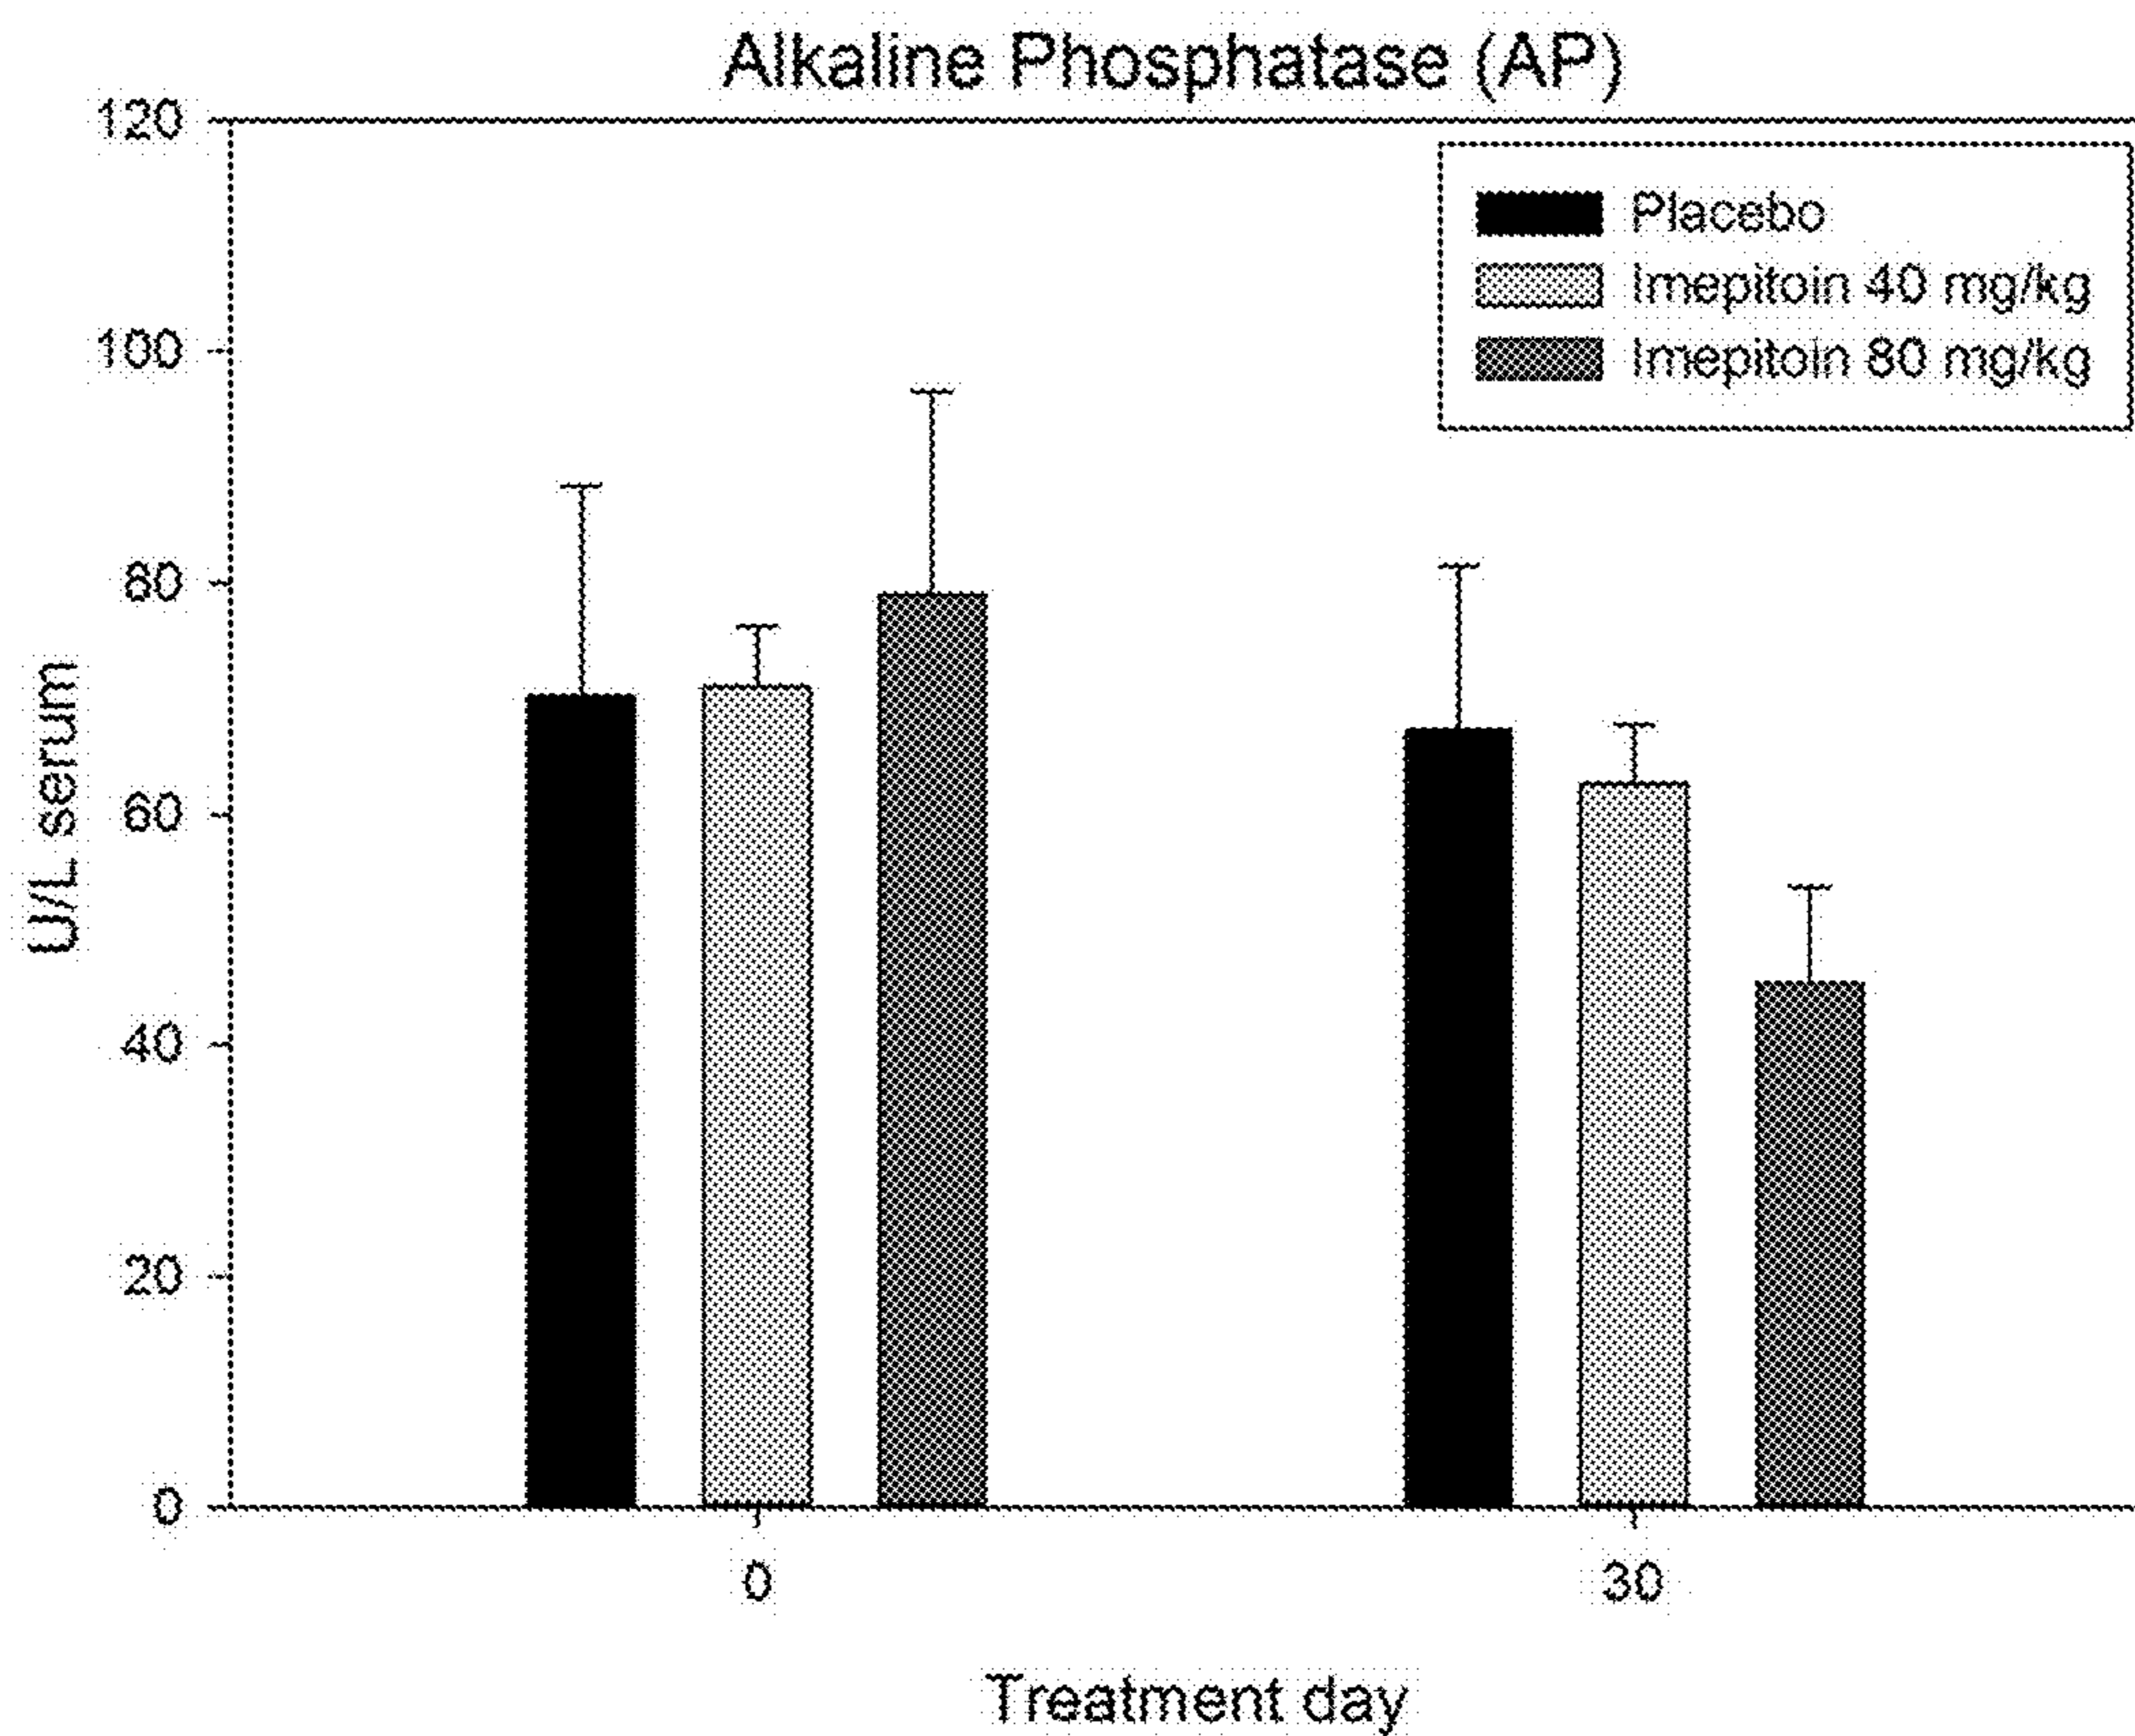 Alkaline Phosphatase (AP)
120
100
80
60
40
20
0
U/L serum
Placebo
Imepitoin 40 mg/kg
Imepitoin 80 mg/kg
0
30
Treatment day